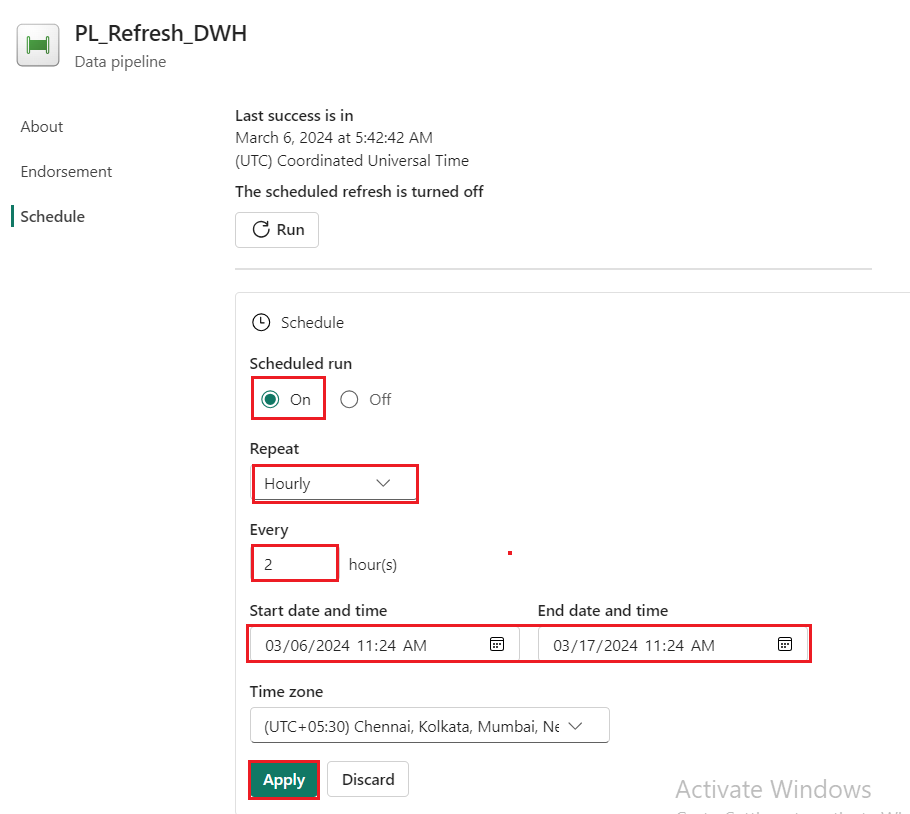 PL_Refresh_DWH
Data pipeline
About
Endorsement
Schedule
Last success is in
March 6, 2024 at 5:42:42 AM
(UTC) Coordinated Universal Time
The scheduled refresh is turned off
Run
Schedule
Scheduled run
On Off
Repeat
Hourly
Every
2 hour(s)
Start date and time End date and time
03/06/2024 11:24 AM 03/17/2024 11:24 AM
Time zone
(UTC+05:30) Chennai, Kolkata, Mumbai,
Apply Discard
Activate Windows